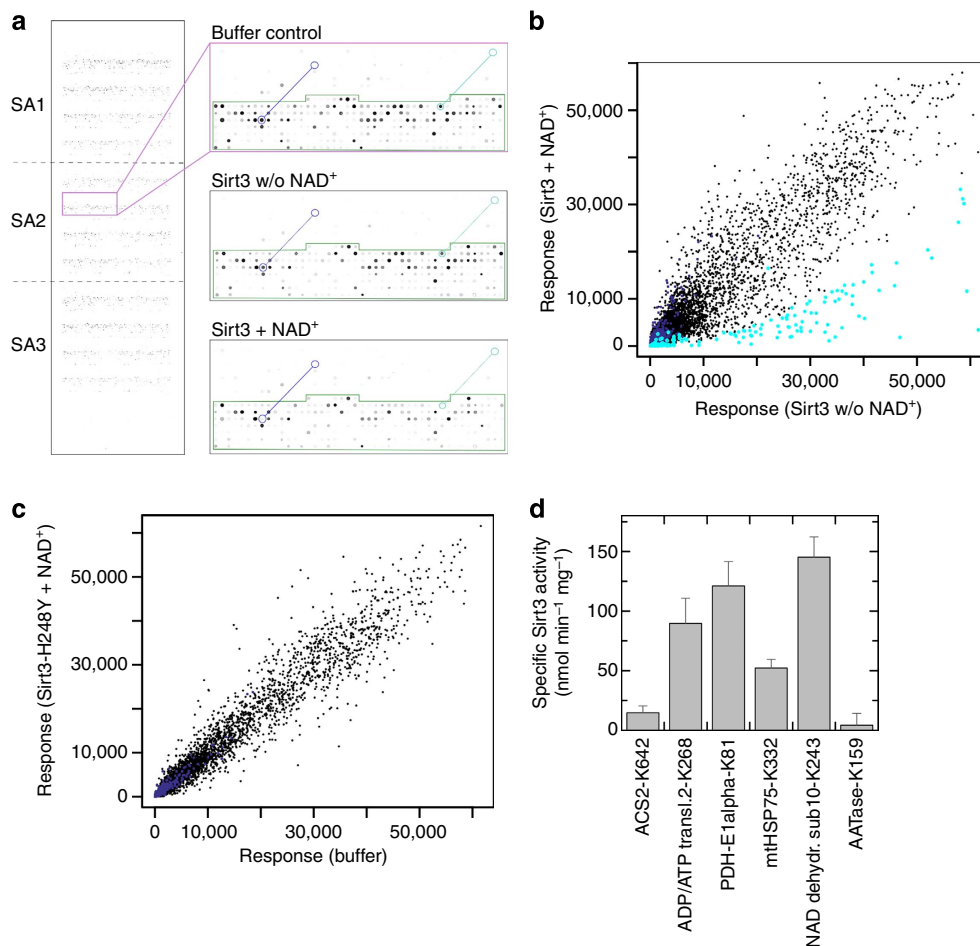 a
SA1
SA2
SA3
Buffer control
Sirt3 w/o NAD⁺
Sirt3 + NAD⁺
b
Response (Sirt3 + NAD⁺)
50,000
30,000
10,000
0
0 10,000 30,000 50,000
Response (Sirt3 w/o NAD⁺)
c
Response (Sirt3-H248Y + NAD⁺)
50,000
30,000
10,000
0
0 10,000 30,000 50,000
Response (buffer)
d
Specific Sirt3 activity
(nmol min⁻¹ mg⁻¹)
150
100
50
0
ACS2-K642
ADP/ATP transl.2-K268
PDH-E1alpha-K81
mtHSP75-K332
NAD dehydr. sub10-K243
AATase-K159